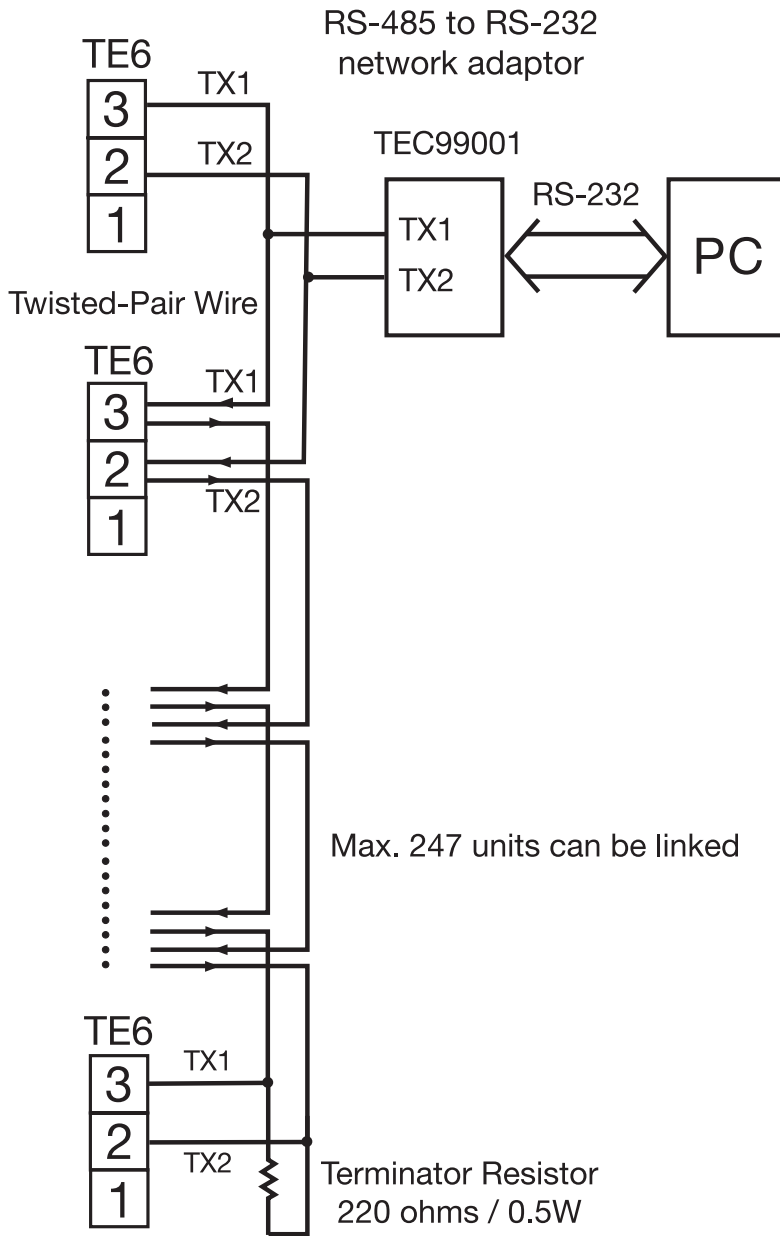 RS-485 to RS-232
network adaptor
TE6
3
2
1
TX1
TX2
TEC99001
TX1
TX2
RS-232
PC
Twisted-Pair Wire
TE6
3
2
1
TX1
TX2
Max. 247 units can be linked
TE6
3
2
1
TX1
TX2
Terminator Resistor
220 ohms / 0.5W